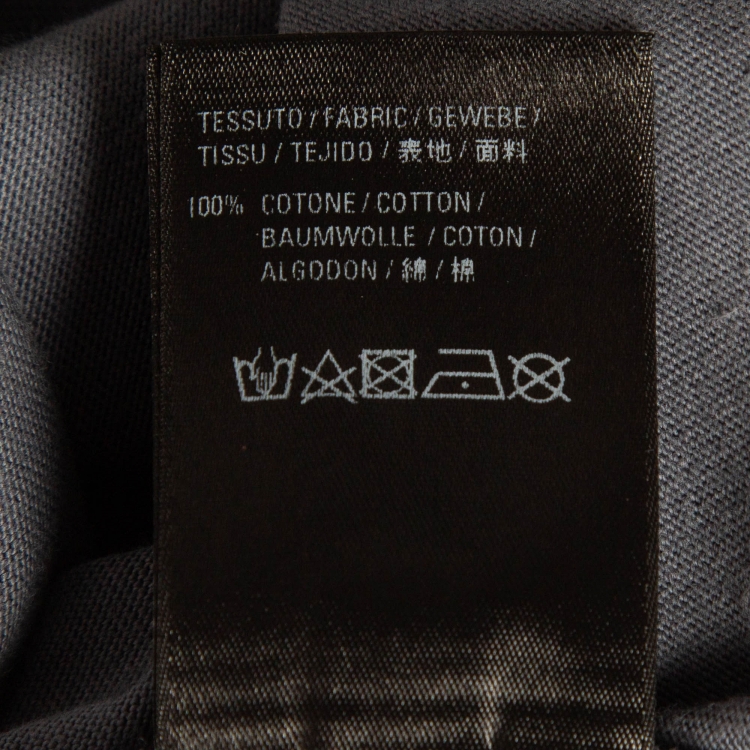 TESSUTO / FABRIC / GEWEBE /
TISSU / TEJIDO / 表地 / 面料
100% COTONE / COTTON /
BAUMWOLLE / COTON /
ALGODON / 綿 / 棉